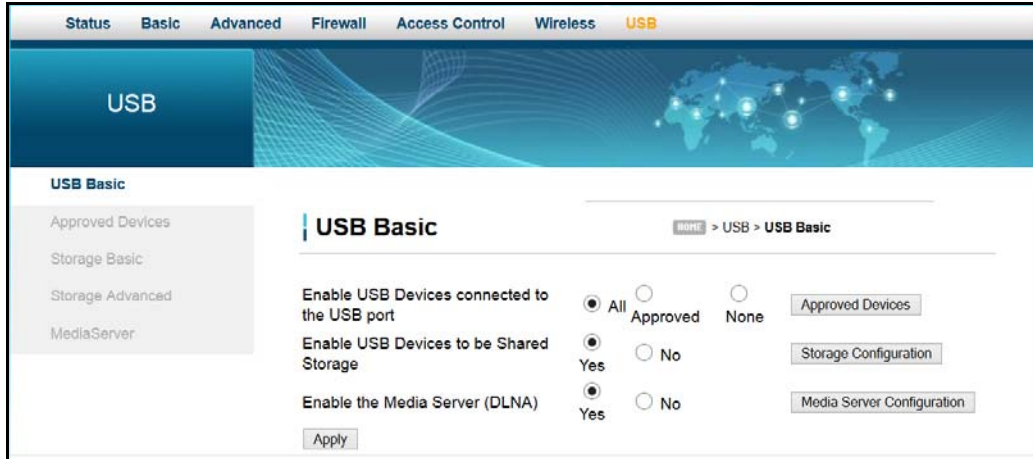 Status Basic Advanced Firewall Access Control Wireless USB
USB
USB Basic
Approved Devices
Storage Basic
Storage Advanced
MediaServer
USB Basic
HOME > USB > USB Basic
Enable USB Devices connected to the USB port All Approved None Approved Devices
Enable USB Devices to be Shared Storage Yes No Storage Configuration
Enable the Media Server (DLNA) Yes No Media Server Configuration
Apply